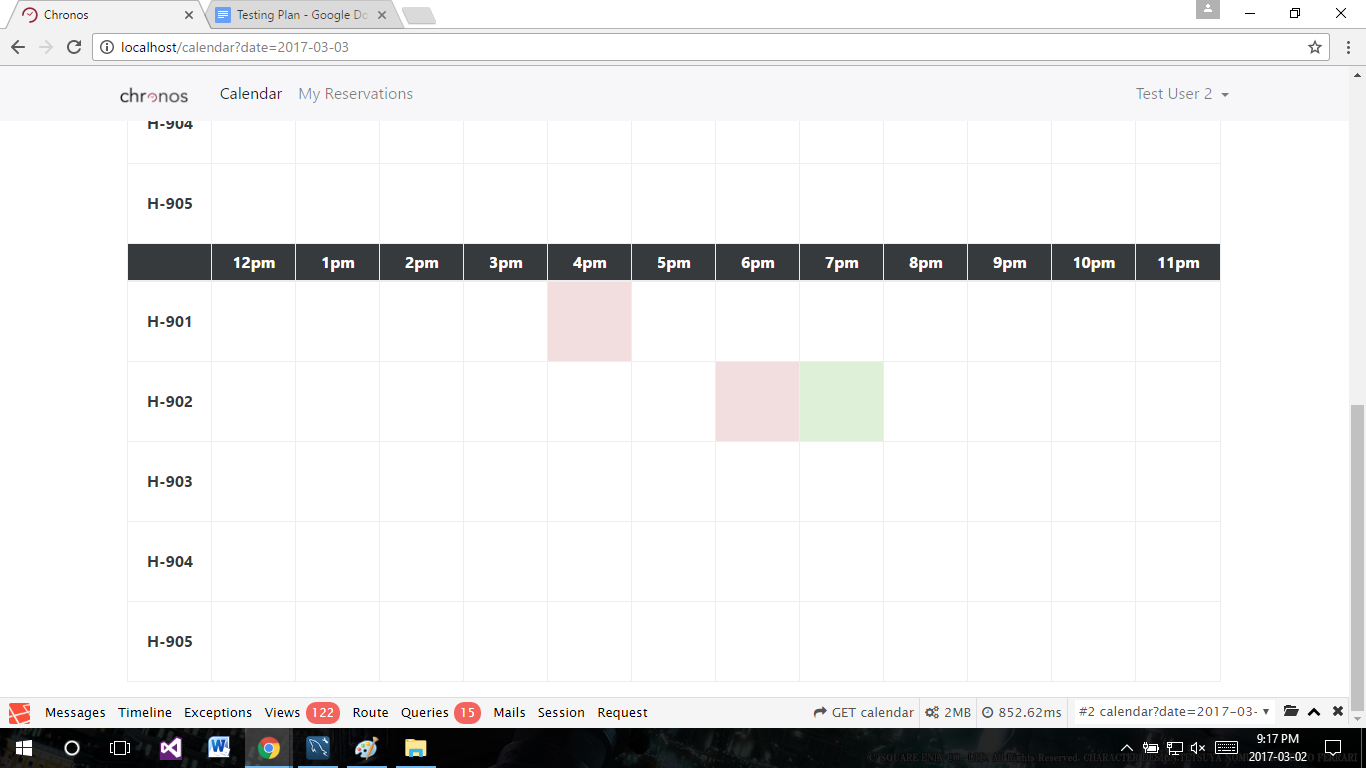 Chronos
Testing Plan - Google Do
localhost/calendar?date=2017-03-03
chronos Calendar My Reservations Test User 2
H-904
H-905
12pm 1pm 2pm 3pm 4pm 5pm 6pm 7pm 8pm 9pm 10pm 11pm
H-901
H-902
H-903
H-904
H-905
Messages Timeline Exceptions Views 122 Route Queries 15 Mails Session Request GET calendar 2MB 852.62ms #2 calendar?date=2017-03-
9:17 PM
2017-03-02